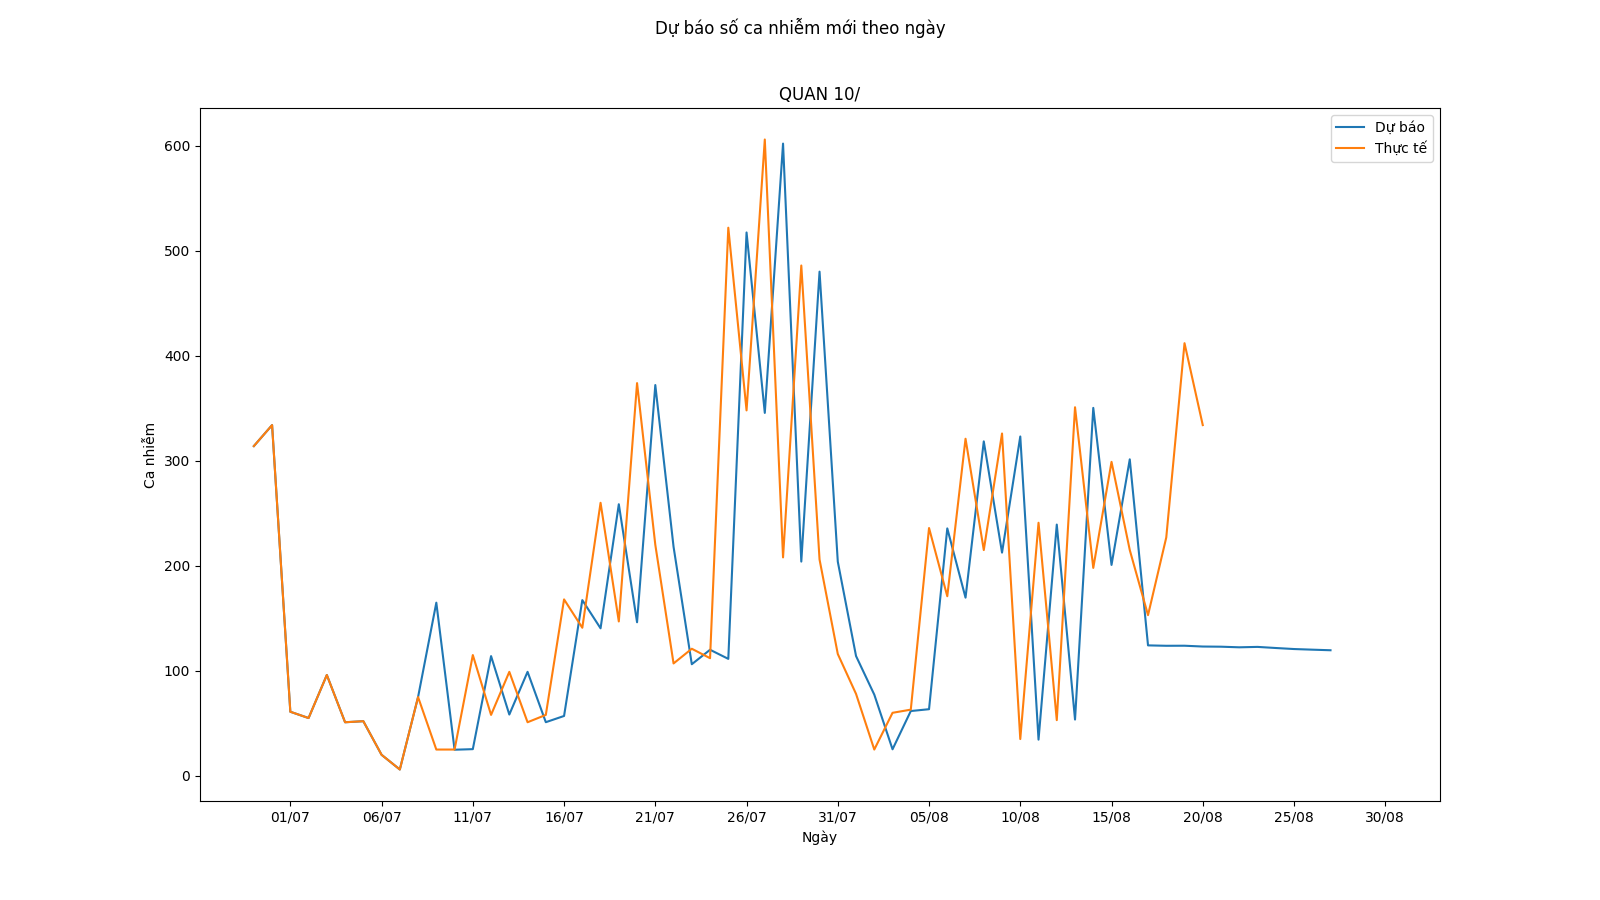 Dự báo số ca nhiễm mới theo ngày
QUAN 10/
Dự báo
Thực tế
600
500
400
300
200
100
0
Ca nhiễm
01/07 06/07 11/07 16/07 21/07 26/07 31/07 05/08 10/08 15/08 20/08 25/08 30/08
Ngày